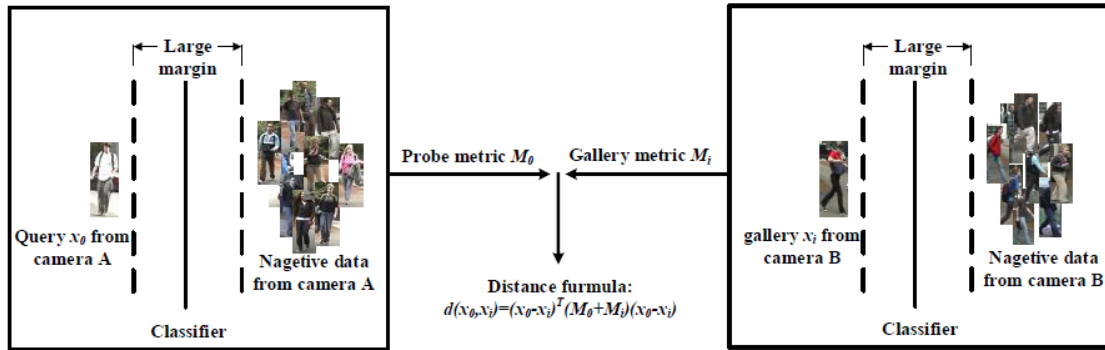 Large
margin
Query x0 from
camera A
Nagetive data
from camera A
Classifier
Probe metric M0
Gallery metric Mi
Distance furmula:
d(x0,xi)=(x0-xi)^T(M0+Mi)(x0-xi)
Large
margin
gallery xi from
camera B
Nagetive data
from camera B
Classifier